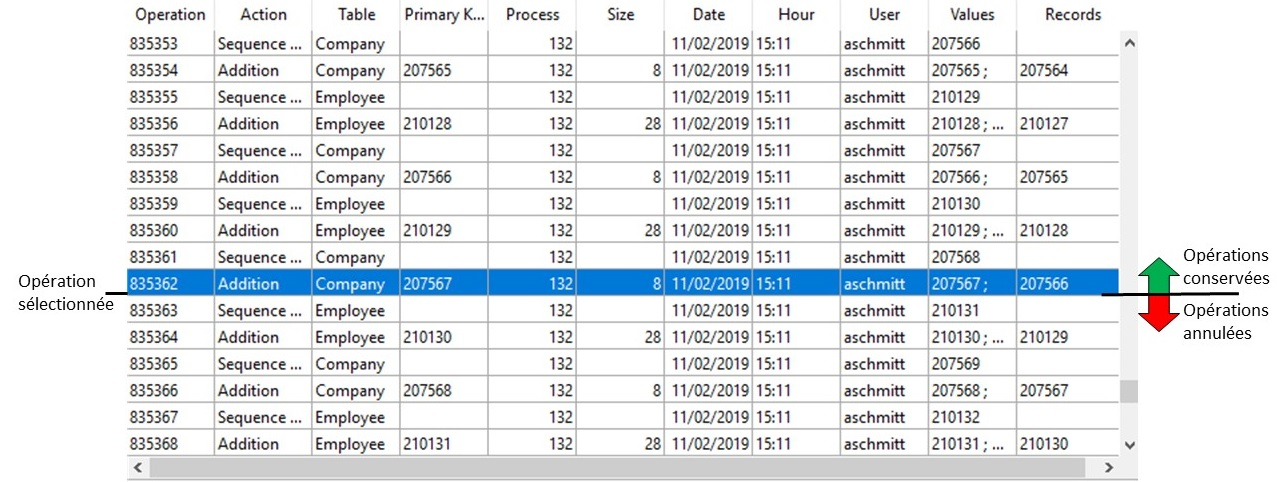 Operation Action Table Primary K... Process Size Date Hour User Values Records
835353 Sequence ... Company 132 11/02/2019 15:11 aschmitt 207566
835354 Addition Company 207565 132 8 11/02/2019 15:11 aschmitt 207565 ; 207564
835355 Sequence ... Employee 132 11/02/2019 15:11 aschmitt 210129
835356 Addition Employee 210128 132 28 11/02/2019 15:11 aschmitt 210128 ; ... 210127
835357 Sequence ... Company 132 11/02/2019 15:11 aschmitt 207567
835358 Addition Company 207566 132 8 11/02/2019 15:11 aschmitt 207566 ; 207565
835359 Sequence ... Employee 132 11/02/2019 15:11 aschmitt 210130
835360 Addition Employee 210129 132 28 11/02/2019 15:11 aschmitt 210129 ; ... 210128
835361 Sequence ... Company 132 11/02/2019 15:11 aschmitt 207568
835362 Addition Company 207567 132 8 11/02/2019 15:11 aschmitt 207567 ; 207566
835363 Sequence ... Employee 132 11/02/2019 15:11 aschmitt 210131
835364 Addition Employee 210130 132 28 11/02/2019 15:11 aschmitt 210130 ; ... 210129
835365 Sequence ... Company 132 11/02/2019 15:11 aschmitt 207569
835366 Addition Company 207568 132 8 11/02/2019 15:11 aschmitt 207568 ; 207567
835367 Sequence ... Employee 132 11/02/2019 15:11 aschmitt 210132
835368 Addition Employee 210131 132 28 11/02/2019 15:11 aschmitt 210131 ; ... 210130
Opération
sélectionnée
Opérations
conservées
Opérations
annulées